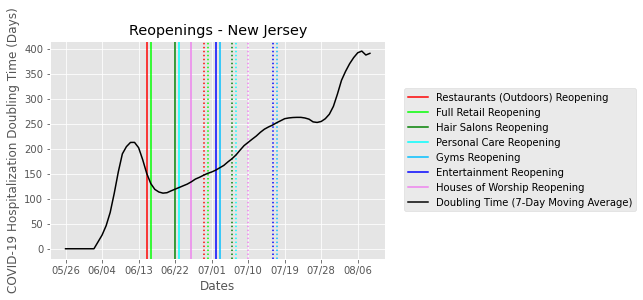 Reopenings - New Jersey
COVID-19 Hospitalization Doubling Time (Days)
400
350
300
250
200
150
100
50
0
05/26 06/04 06/13 06/22 07/01 07/10 07/19 07/28 08/06
Dates
Restaurants (Outdoors) Reopening
Full Retail Reopening
Hair Salons Reopening
Personal Care Reopening
Gyms Reopening
Entertainment Reopening
Houses of Worship Reopening
Doubling Time (7-Day Moving Average)